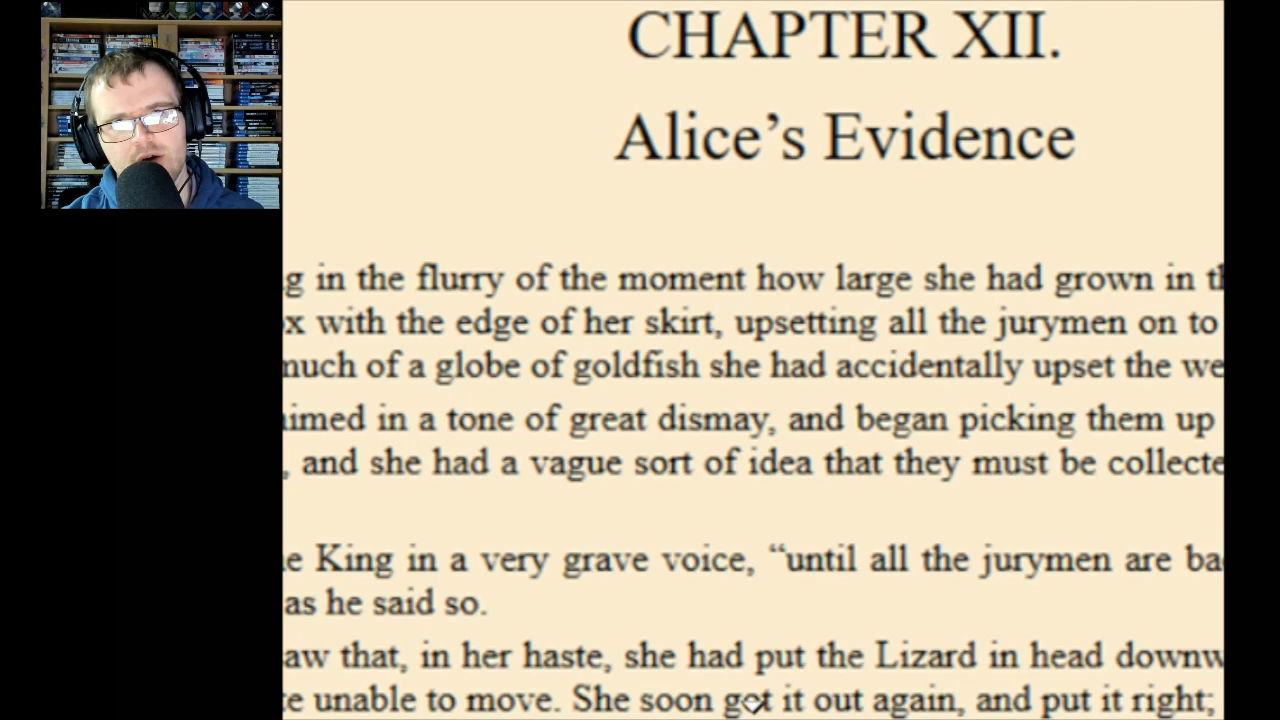 CHAPTER XII.
Alice’s Evidence
g in the flurry of the moment how large she had grown in th
x with the edge of her skirt, upsetting all the jurymen on to
much of a globe of goldfish she had accidentally upset the we
imed in a tone of great dismay, and began picking them up
, and she had a vague sort of idea that they must be collecte
e King in a very grave voice, “until all the jurymen are ba
as he said so.
aw that, in her haste, she had put the Lizard in head downw
te unable to move. She soon got it out again, and put it right;